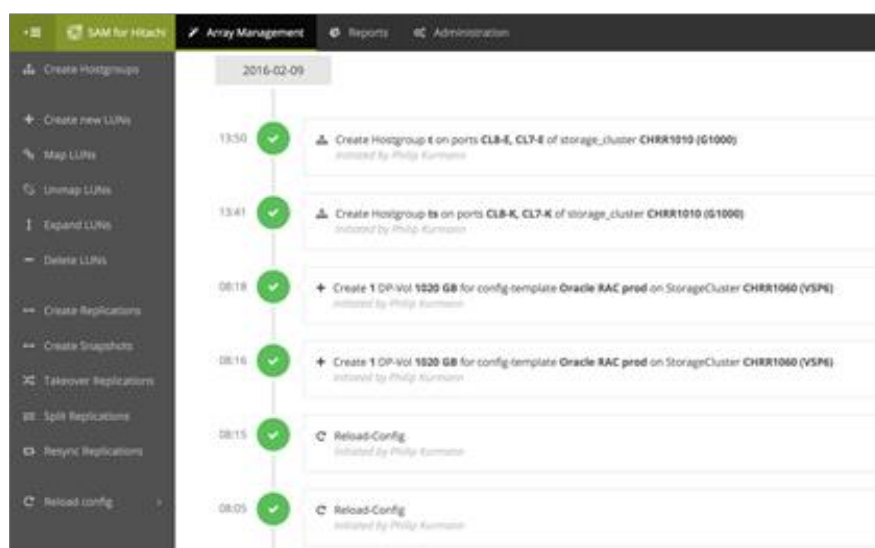 SAM for Hitachi
Array Management
Reports
Administration
Create Hostgroups
Create new LUNs
Map LUNs
Unmap LUNs
Expand LUNs
Delete LUNs
Create Replications
Create Snapshots
Takeover Replications
Split Replications
Resync Replications
Reload config
2016-02-09
13:50
Create Hostgroup t on ports CL8-E, CL7-E of storage_cluster CHRR1010 (G1000)
Initiated by Philip Kurmann
13:41
Create Hostgroup ts on ports CL8-K, CL7-K of storage_cluster CHRR1010 (G1000)
Initiated by Philip Kurmann
08:18
Create 1 DP-Vol 1020 GB for config-template Oracle RAC prod on StorageCluster CHRR1060 (VSP6)
Initiated by Philip Kurmann
08:16
Create 1 DP-Vol 1020 GB for config-template Oracle RAC prod on StorageCluster CHRR1060 (VSP6)
Initiated by Philip Kurmann
08:15
Reload-Config
Initiated by Philip Kurmann
08:05
Reload-Config
Initiated by Philip Kurmann